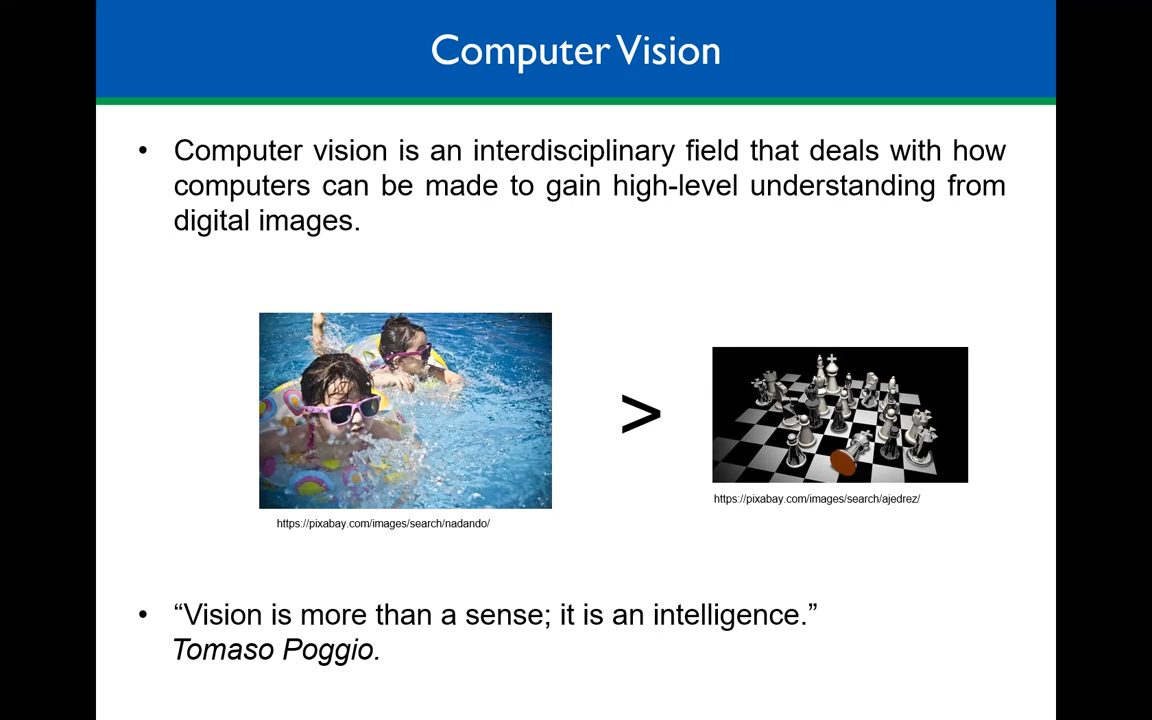 Computer Vision
• Computer vision is an interdisciplinary field that deals with how
computers can be made to gain high-level understanding from
digital images.
>
https://pixabay.com/images/search/nadando/
https://pixabay.com/images/search/ajedrez/
• “Vision is more than a sense; it is an intelligence.”
Tomaso Poggio.